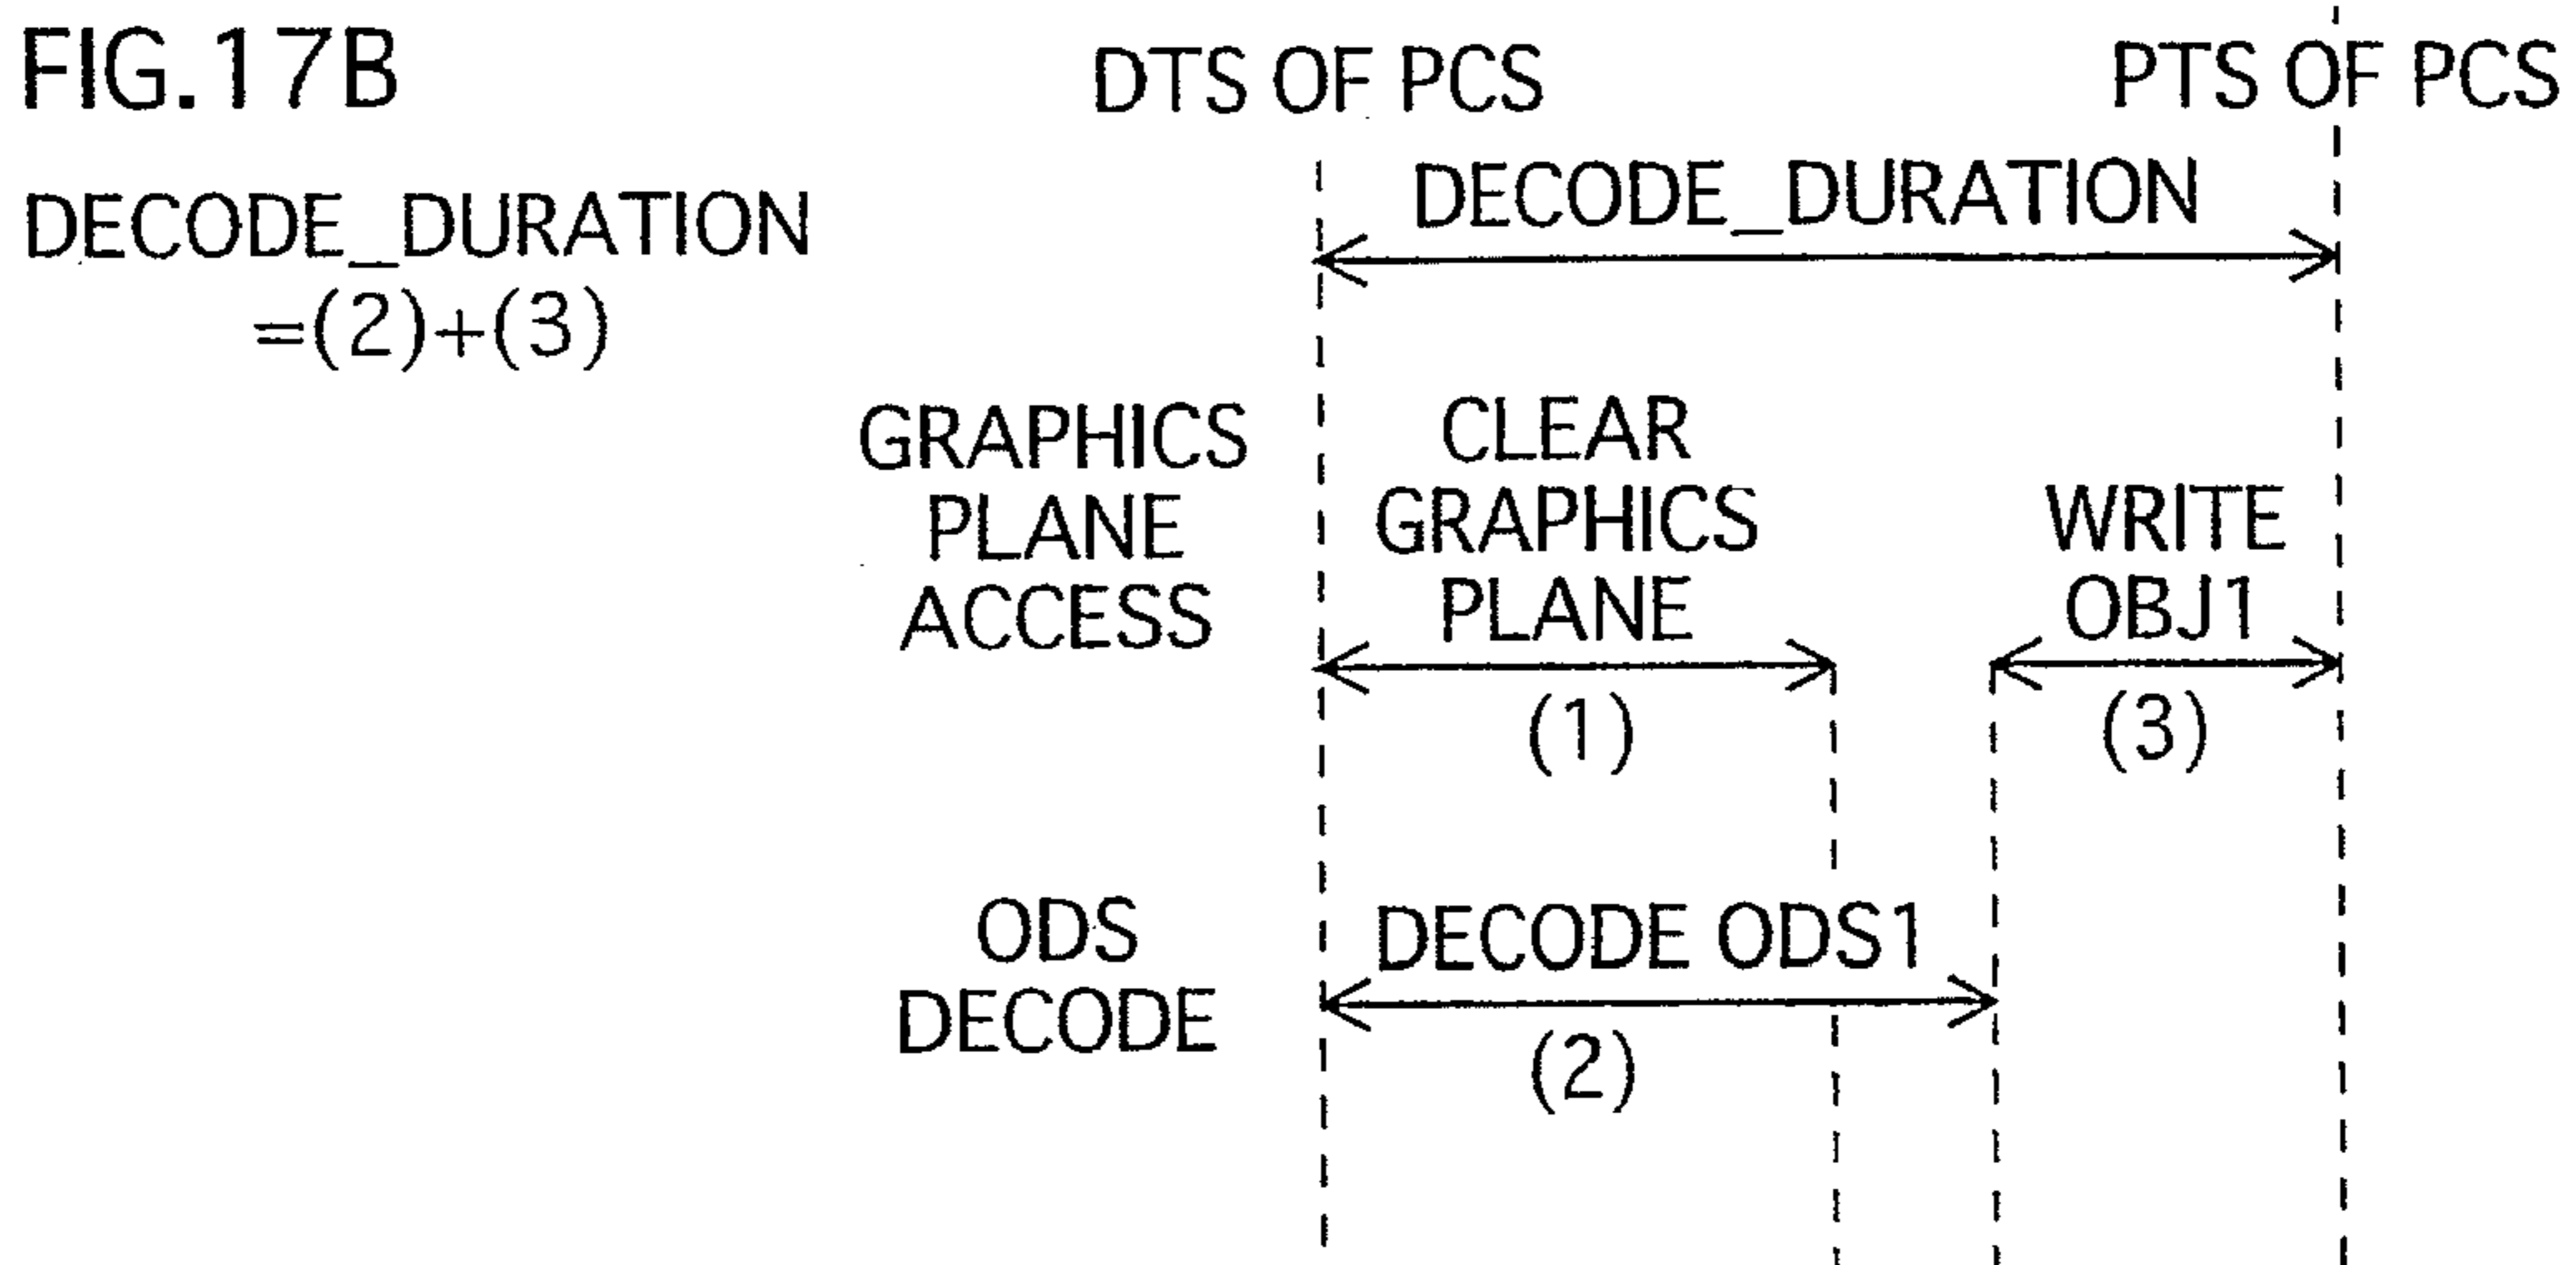 FIG.17B
DTS OF PCS
PTS OF PCS
DECODE_DURATION
=(2)+(3)
DECODE_DURATION
GRAPHICS
PLANE
ACCESS
CLEAR
GRAPHICS
PLANE
(1)
WRITE
OBJ1
(3)
ODS
DECODE
DECODE ODS1
(2)